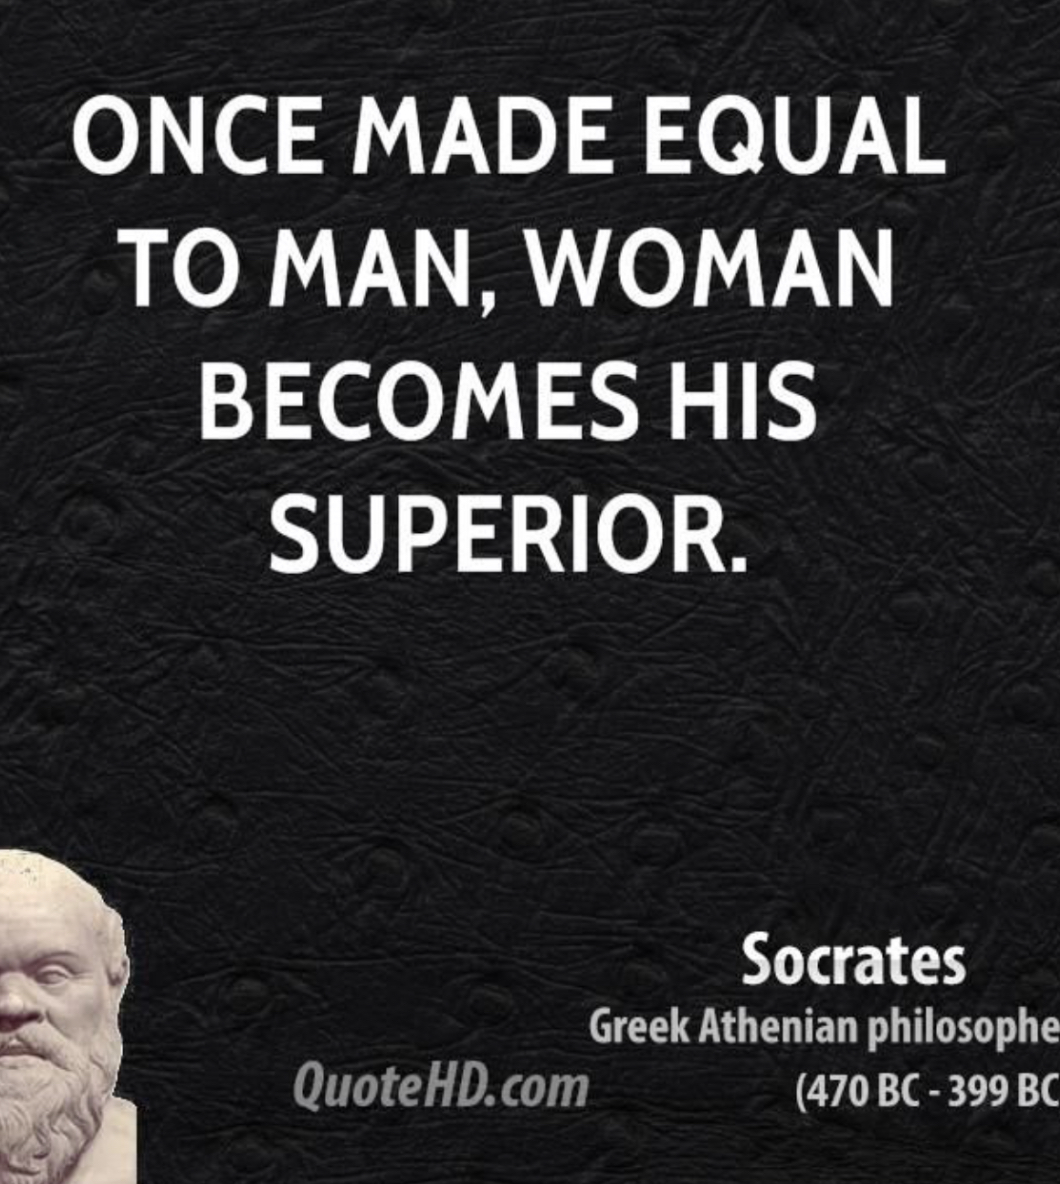 ONCE MADE EQUAL
TO MAN, WOMAN
BECOMES HIS
SUPERIOR.
Socrates
Greek Athenian philosophe
QuoteHD.com
(470 BC - 399 BC